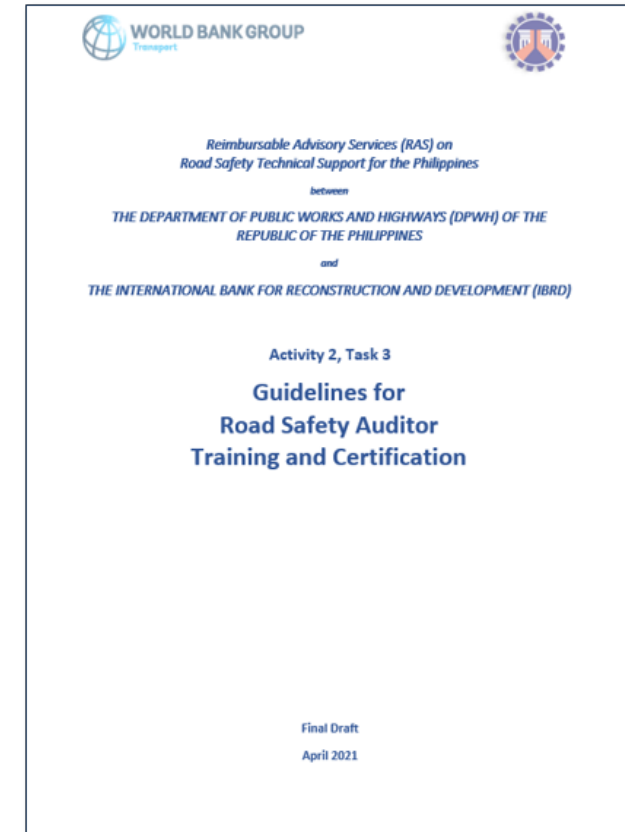 WORLD BANK GROUP
Transport
Reimbursable Advisory Services (RAS) on
Road Safety Technical Support for the Philippines
between
THE DEPARTMENT OF PUBLIC WORKS AND HIGHWAYS (DPWH) OF THE
REPUBLIC OF THE PHILIPPINES
and
THE INTERNATIONAL BANK FOR RECONSTRUCTION AND DEVELOPMENT (IBRD)
Activity 2, Task 3
Guidelines for
Road Safety Auditor
Training and Certification
Final Draft
April 2021